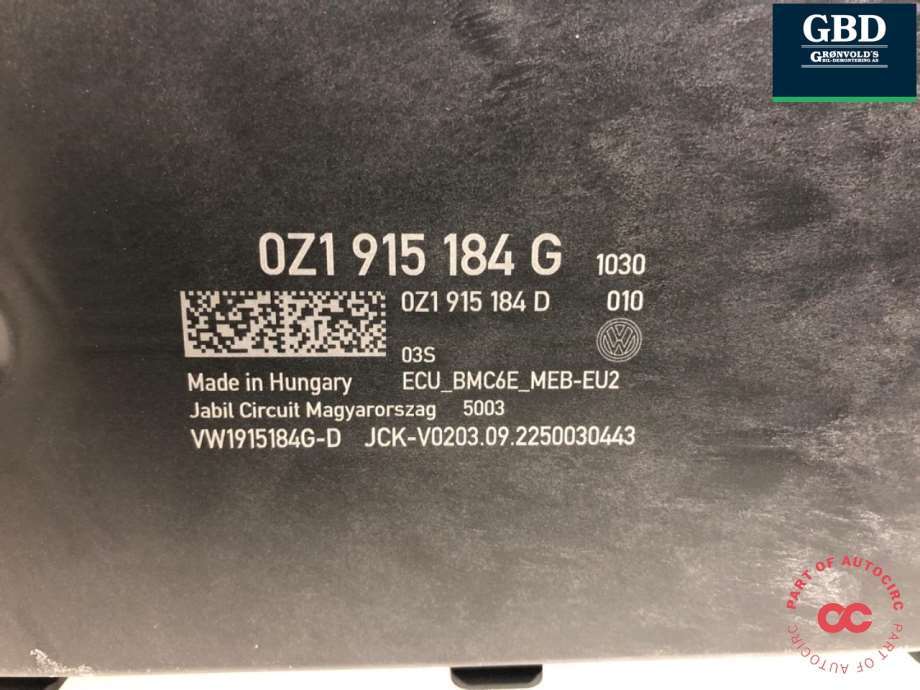 GBD
GRØNVOLD'S
BIL-DEMONTERING AS
0Z1 915 184 G 1030
0Z1 915 184 D 010
03S
Made in Hungary ECU_BMC6E_MEB-EU2
Jabil Circuit Magyarorszag 5003
VW1915184G-D JCK-V0203.09.2250030443
PART OF AUTOCIRC
PART OF AUTOCIRC